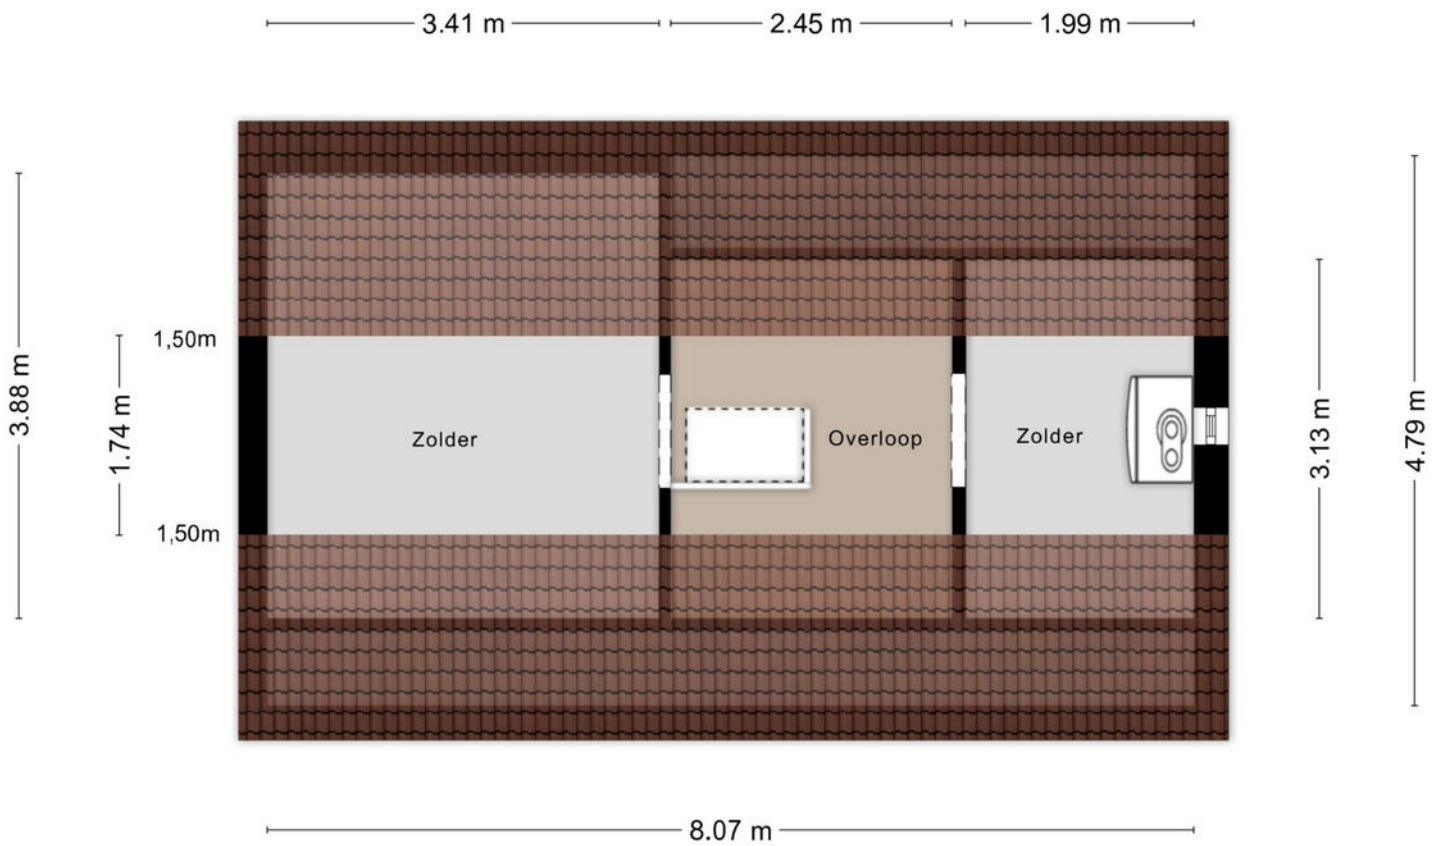 3.41 m
2.45 m
1.99 m
1,50m
3.88 m
1.74 m
Zolder
Overloop
Zolder
3.13 m
4.79 m
1,50m
8.07 m